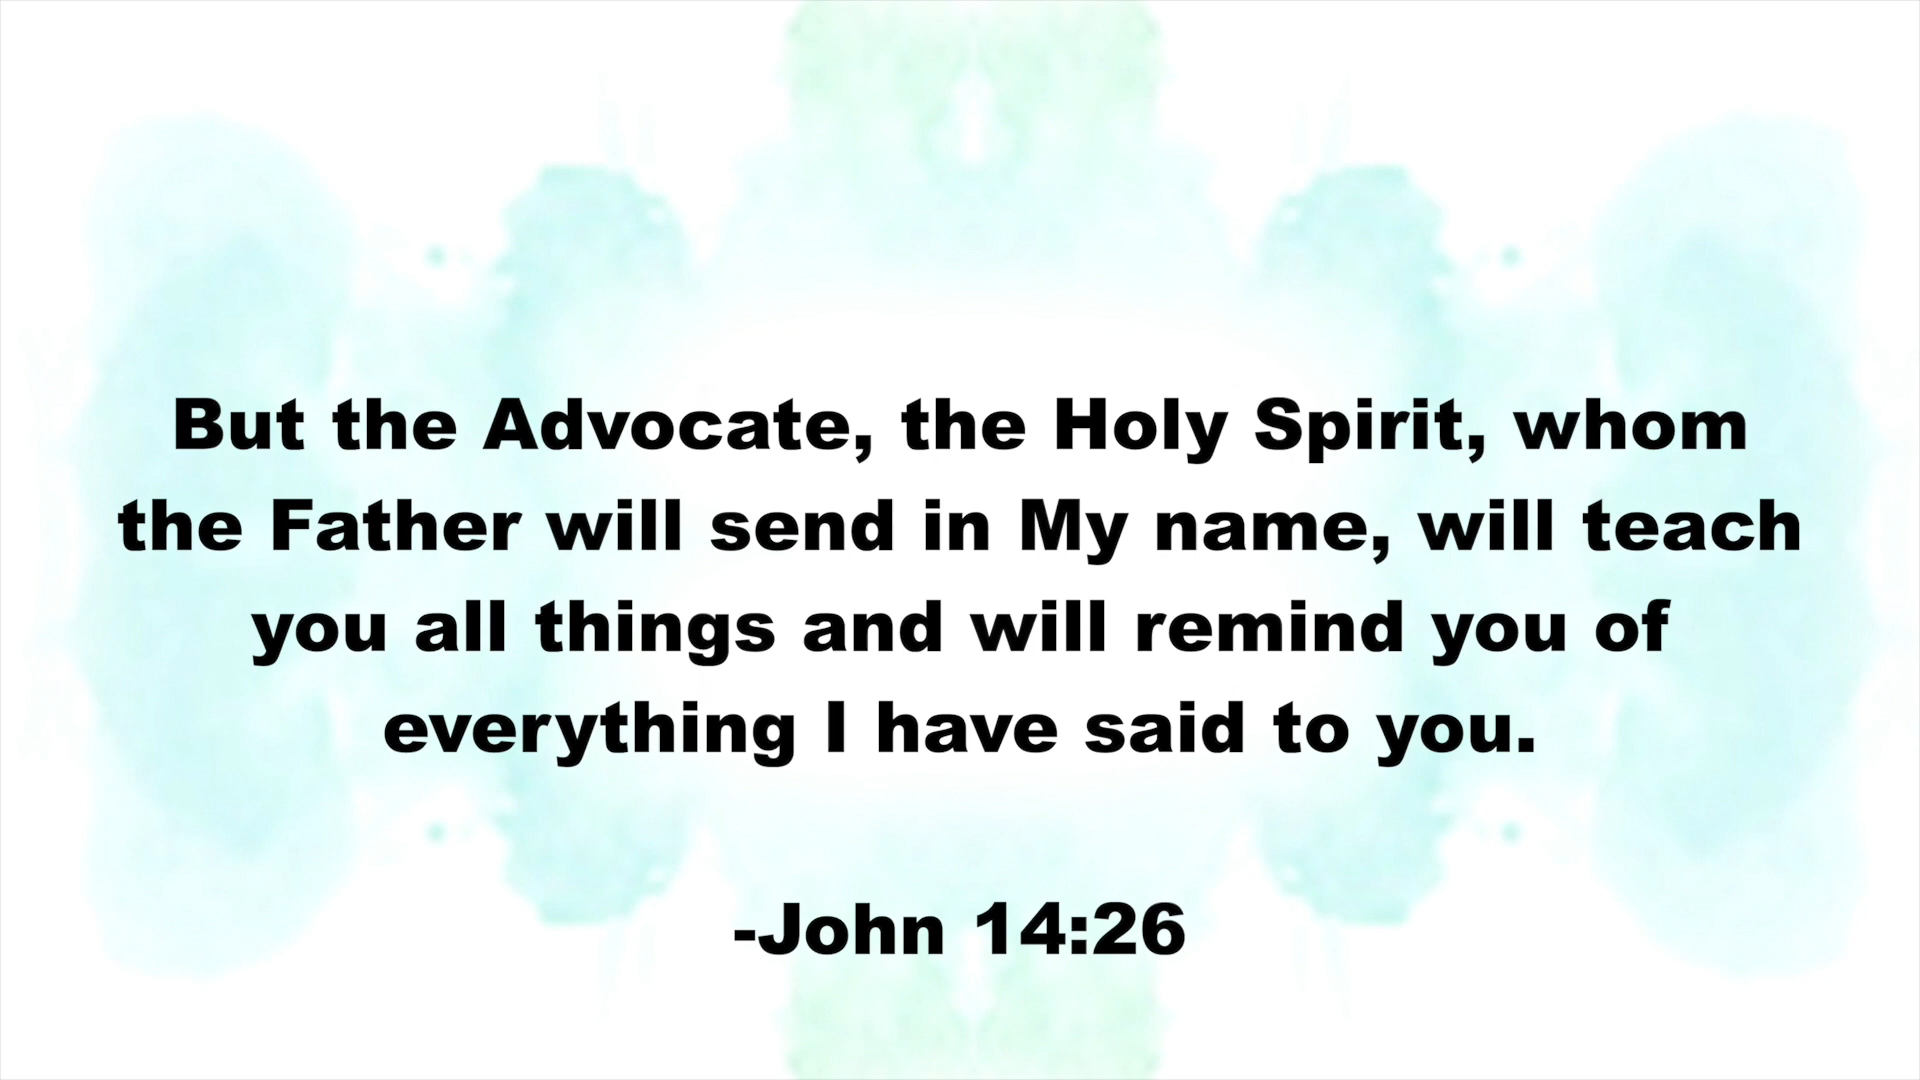 But the Advocate, the Holy Spirit, whom
the Father will send in My name, will teach
you all things and will remind you of
everything I have said to you.
-John 14:26